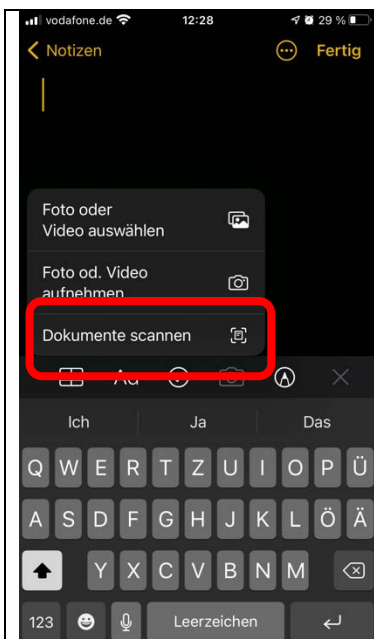 vodafone.de 12:28 29 %
Notizen Fertig
Foto oder
Video auswählen
Foto od. Video
aufnehmen
Dokumente scannen
Aa
Ich Ja Das
Q W E R T Z U I O P Ü
A S D F G H J K L Ö Ä
Y X C V B N M
123 Leerzeichen